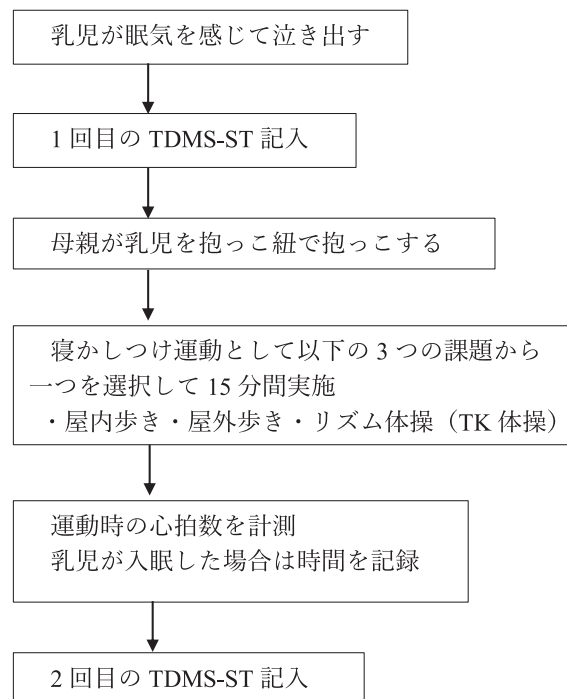 乳児が眠気を感じて泣き出す
1 回目の TDMS-ST 記入
母親が乳児を抱っこ紐で抱っこする
寝かしつけ運動として以下の 3 つの課題から
一つを選択して 15 分間実施
・屋内歩き・屋外歩き・リズム体操（TK 体操）
運動時の心拍数を計測
乳児が入眠した場合は時間を記録
2 回目の TDMS-ST 記入